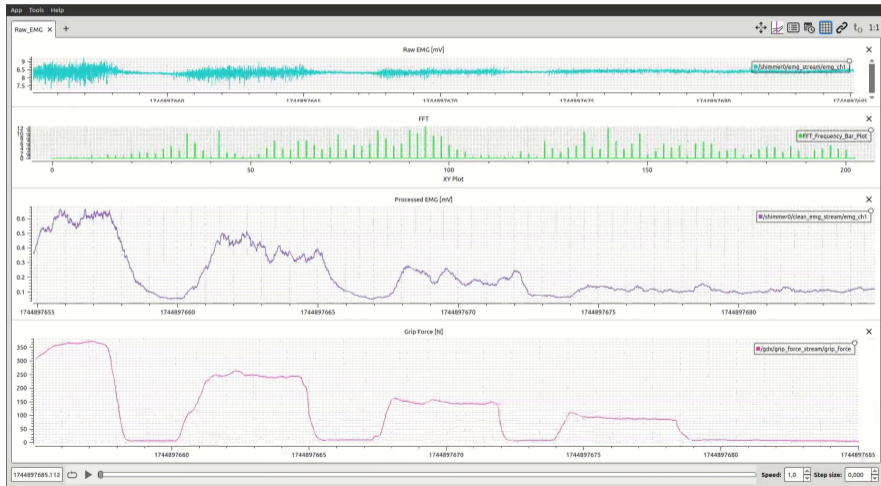 App Tools Help
Raw_EMG × +
t₀ 1:1
Raw EMG [mV]
9
8.5
8
7.5
/shimmer0/emg_stream/emg_ch1
1744897660 1744897665 1744897670 1744897675 1744897680 1744897685
FFT
FFT_Frequency_Bar_Plot
0 50 100 150 200
XY Plot
Processed EMG [mV]
0.6
0.5
0.4
0.3
0.2
0.1
/shimmer0/clean_emg_stream/emg_ch1
1744897655 1744897660 1744897665 1744897670 1744897675 1744897680
Grip Force [N]
350
300
250
200
150
100
50
0
/gdx/grip_force_stream/grip_force
1744897660 1744897665 1744897670 1744897675 1744897680 1744897685
1744897685.113 Speed: 1,0 Step size: 0,000